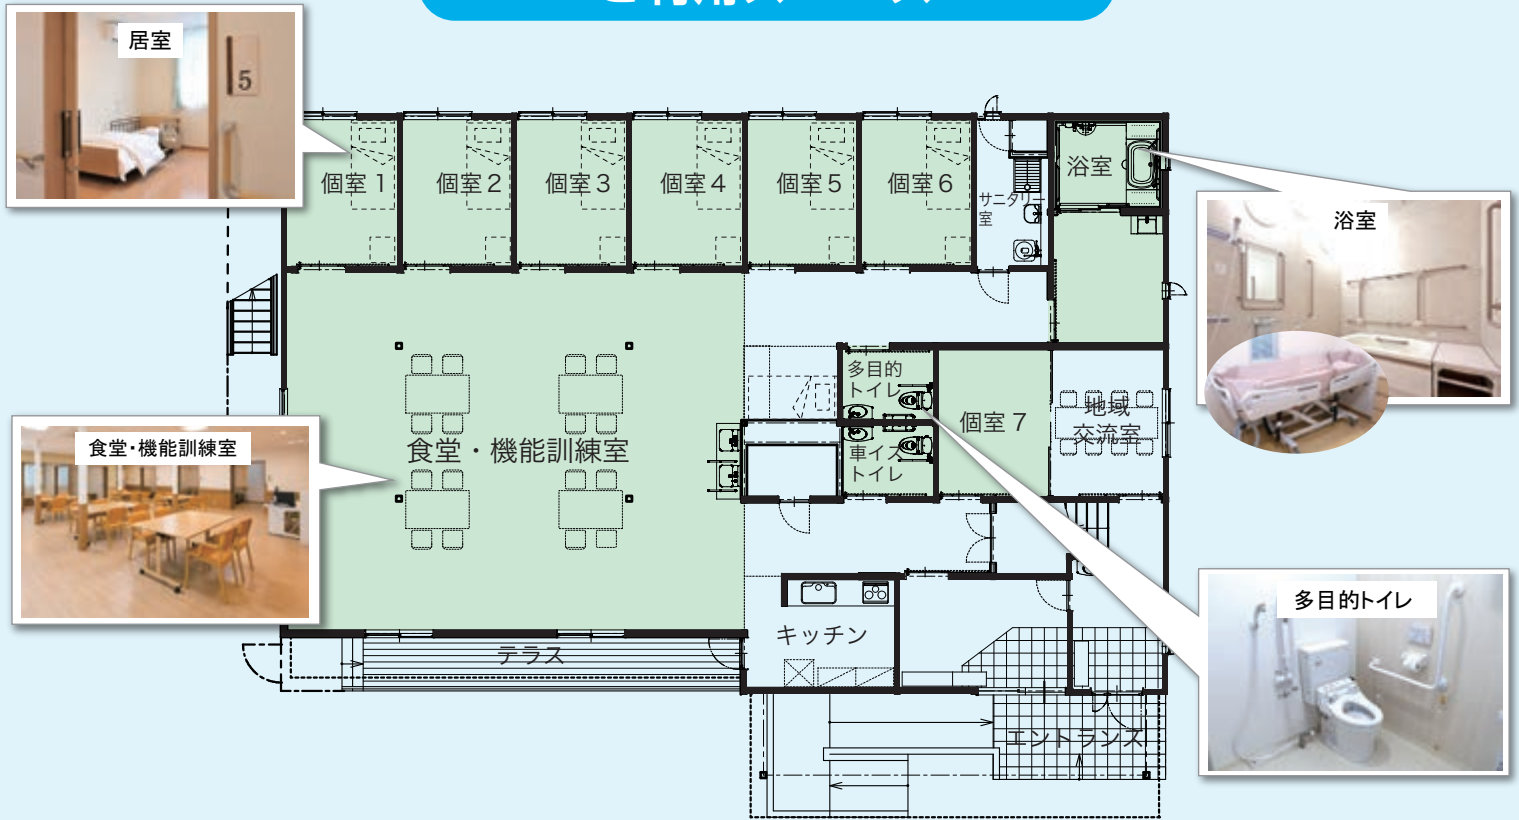 居室
5
個室1
個室2
個室3
個室4
個室5
個室6
サニタリー
室
浴室
浴室
多目的
トイレ
車イス
トイレ
個室7
地域
交流室
食堂・機能訓練室
食堂・機能訓練室
キッチン
テラス
エントランス
多目的トイレ